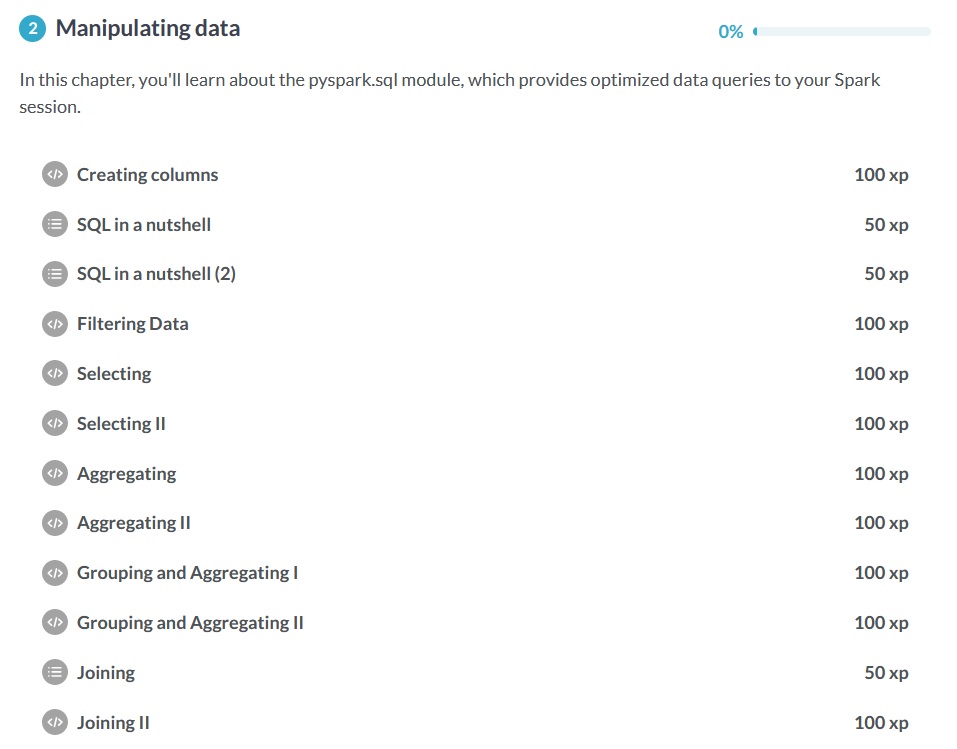 2 Manipulating data 0%
In this chapter, you'll learn about the pyspark.sql module, which provides optimized data queries to your Spark
session.
</> Creating columns 100 xp
SQL in a nutshell 50 xp
SQL in a nutshell (2) 50 xp
</> Filtering Data 100 xp
</> Selecting 100 xp
</> Selecting II 100 xp
</> Aggregating 100 xp
</> Aggregating II 100 xp
</> Grouping and Aggregating I 100 xp
</> Grouping and Aggregating II 100 xp
Joining 50 xp
</> Joining II 100 xp